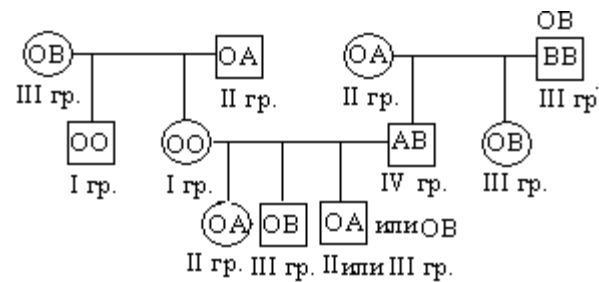 OB
OB OA OA BB
III гр. II гр. II гр. III гр
OO OO AB OB
I гр. I гр. IV гр. III гр.
OA OB OA или OB
II гр. III гр. II или III гр.